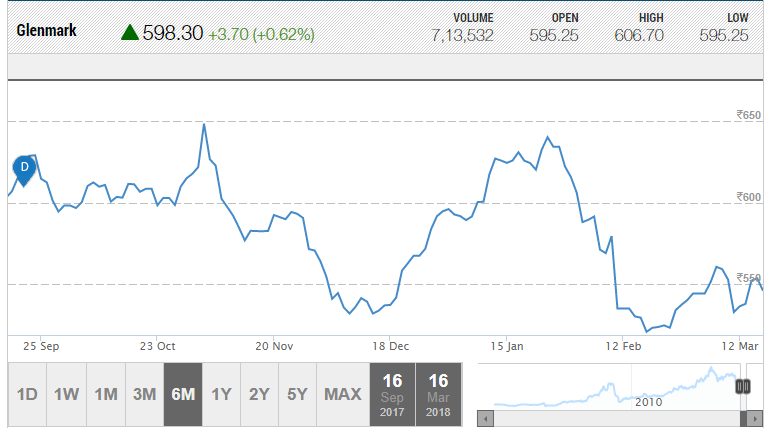 Glenmark
598.30 +3.70 (+0.62%)
VOLUME OPEN HIGH LOW
7,13,532 595.25 606.70 595.25
₹650
D
₹600
₹550
25 Sep 23 Oct 20 Nov 18 Dec 15 Jan 12 Feb 12 Mar
1D 1W 1M 3M 6M 1Y 2Y 5Y MAX
16 Sep 2017
16 Mar 2018
2010